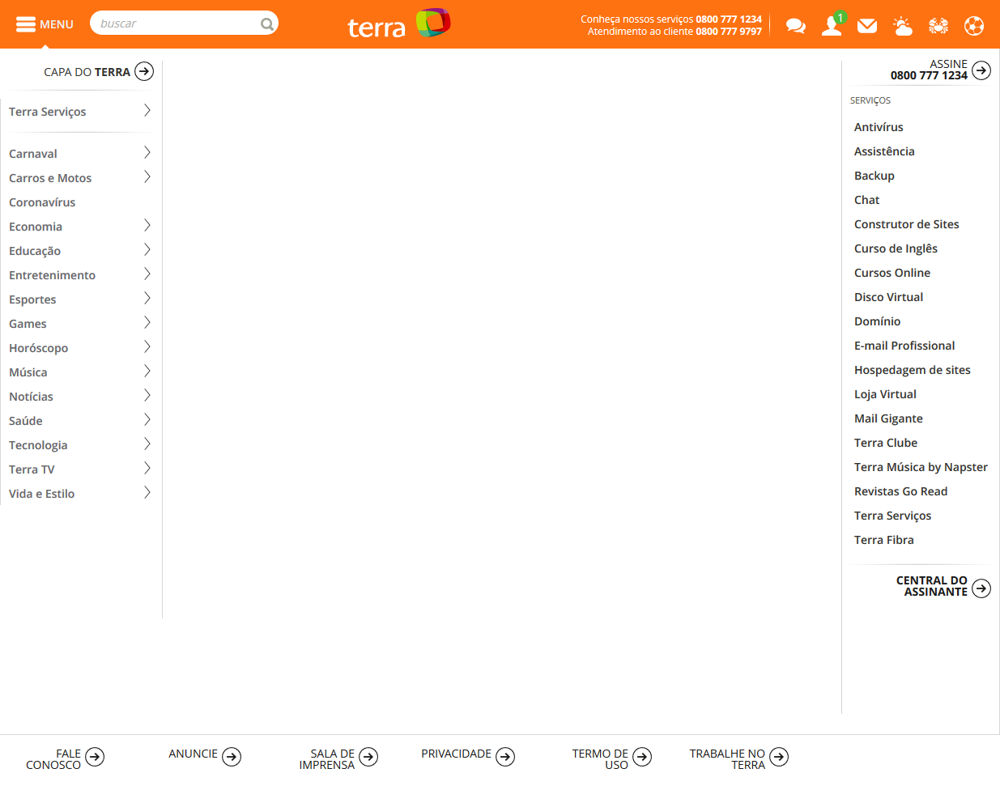 MENU
buscar
terra
Conheça nossos serviços 0800 777 1234
Atendimento ao cliente 0800 777 9797
1
CAPA DO TERRA
Terra Serviços
Carnaval
Carros e Motos
Coronavírus
Economia
Educação
Entretenimento
Esportes
Games
Horóscopo
Música
Notícias
Saúde
Tecnologia
Terra TV
Vida e Estilo
ASSINE
0800 777 1234
SERVIÇOS
Antivírus
Assistência
Backup
Chat
Construtor de Sites
Curso de Inglês
Cursos Online
Disco Virtual
Domínio
E-mail Profissional
Hospedagem de sites
Loja Virtual
Mail Gigante
Terra Clube
Terra Música by Napster
Revistas Go Read
Terra Serviços
Terra Fibra
CENTRAL DO
ASSINANTE
FALE
CONOSCO
ANUNCIE
SALA DE
IMPRENSA
PRIVACIDADE
TERMO DE
USO
TRABALHE NO
TERRA